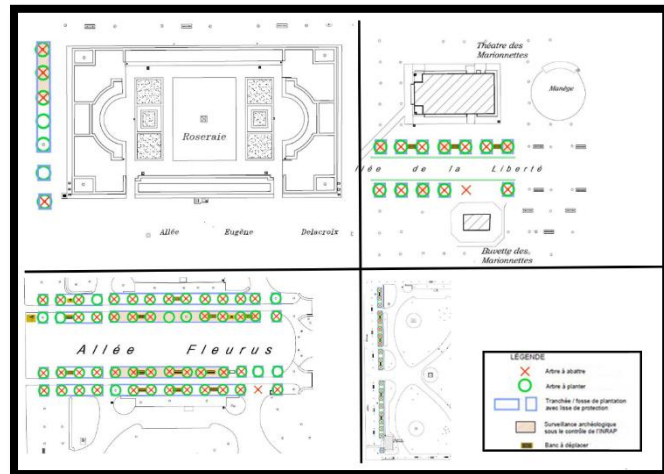 Roseraie
Allée Eugène Delacroix
Théatre des
Marionnettes
Manège
Allée de la Liberté
Buvette des
Marionnettes
Allée Fleurus
LÉGENDE
Arbre à abattre
Arbre à planter
Tranchée / fosse de plantation
avec lisse de protection
Surveillance archéologique
sous le contrôle de l'INRAP
Banc à déplacer